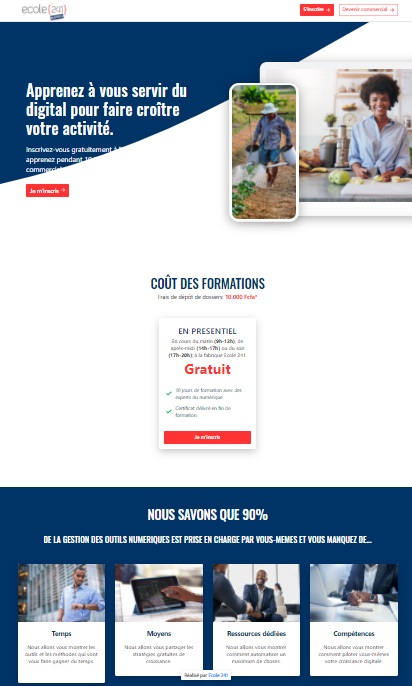 ecole{241}
S'inscrire →
Devenir commercial →
Apprenez à vous servir du
digital pour faire croître
votre activité.
Inscrivez-vous gratuitement à
apprenez pendant 10
Je m'inscris →
COÛT DES FORMATIONS
Frais de dépôt de dossiers 10.000 Fcfa*
EN PRESENTIEL
En cours du matin (9h-12h); de
après-midi (14h-17h) ou du soir
(17h-20h); à la fabrique Ecole 241
Gratuit
10 jours de formation avec des
experts du numérique
Certificat délivré en fin de
formation
Je m'inscris
NOUS SAVONS QUE 90%
DE LA GESTION DES OUTILS NUMERIQUES EST PRISE EN CHARGE PAR VOUS-MEMES ET VOUS MANQUEZ DE...
Temps
Nous allons vous montrer les
outils et les méthodes qui vont
vous faire gagner du temps
Moyens
Nous allons vous partager les
stratégies gratuites de
croissance
Ressources dédiées
Nous allons vous montrer
comment automatiser un
maximum de choses
Compétences
Nous allons vous montrer
comment piloter vous-mêmes
votre croissance digitale
Réalisé par Ecole 241